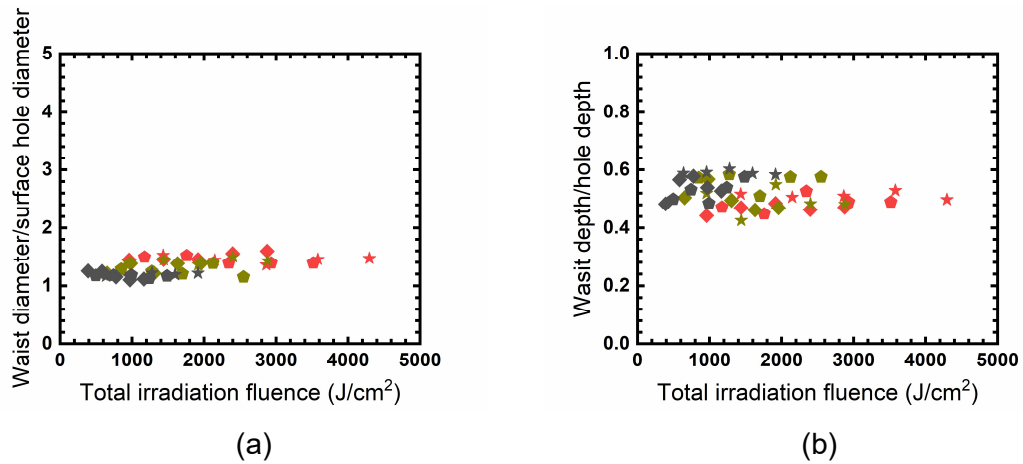 Waist diameter/surface hole diameter
5
4
3
2
1
0
0 1000 2000 3000 4000 5000
Total irradiation fluence (J/cm²)
(a)
Wasit depth/hole depth
1.0
0.8
0.6
0.4
0.2
0.0
0 1000 2000 3000 4000 5000
Total irradiation fluence (J/cm²)
(b)